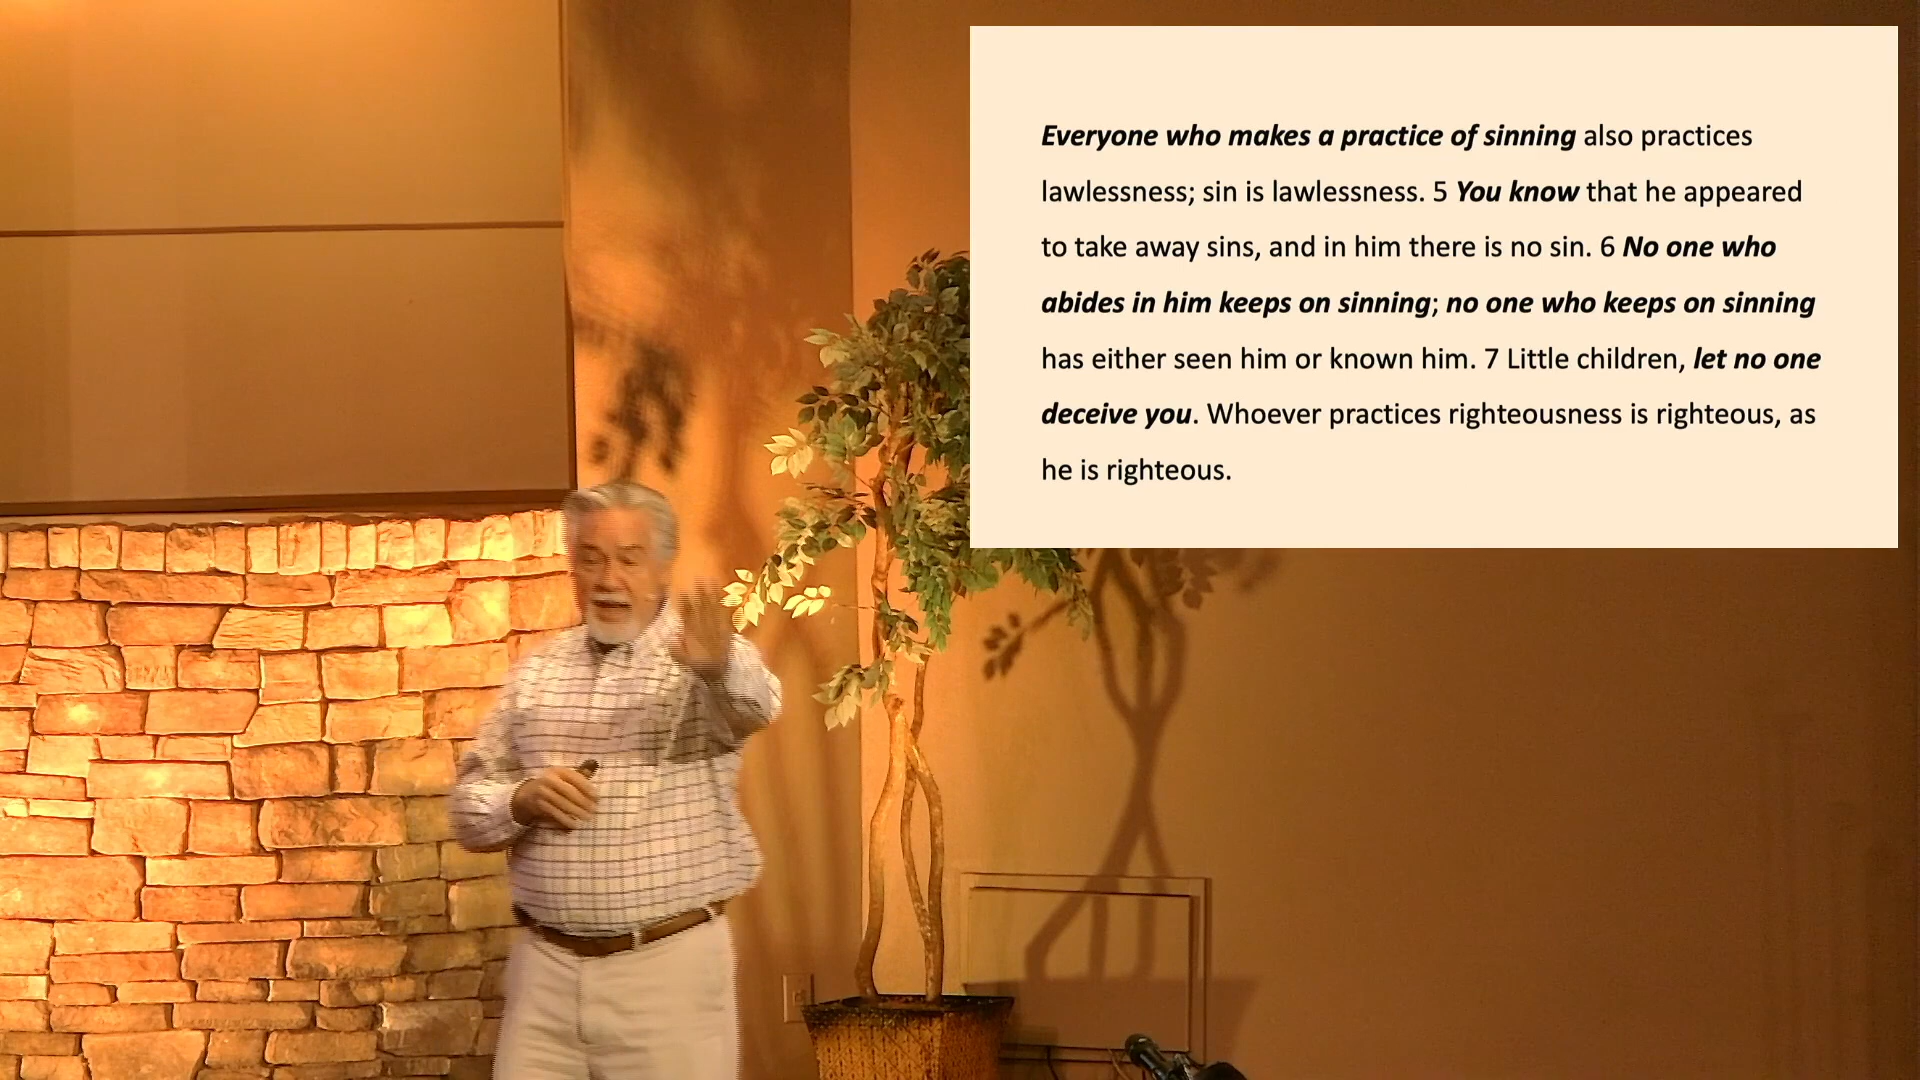 Everyone who makes a practice of sinning also practices
lawlessness; sin is lawlessness. 5 You know that he appeared
to take away sins, and in him there is no sin. 6 No one who
abides in him keeps on sinning; no one who keeps on sinning
has either seen him or known him. 7 Little children, let no one
deceive you. Whoever practices righteousness is righteous, as
he is righteous.